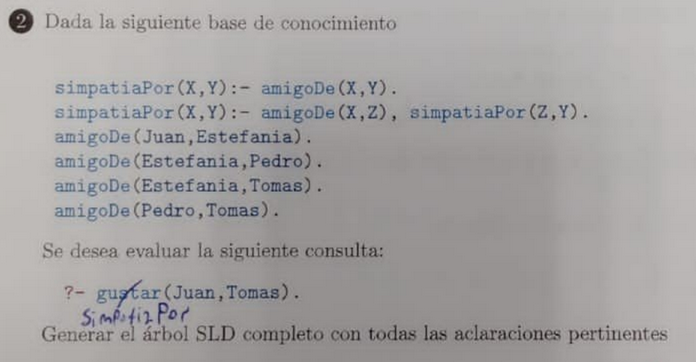 2 Dada la siguiente base de conocimiento
simpatiaPor(X,Y):- amigoDe(X,Y).
simpatiaPor(X,Y):- amigoDe(X,Z), simpatiaPor(Z,Y).
amigoDe(Juan,Estefania).
amigoDe(Estefania,Pedro).
amigoDe(Estefania,Tomas).
amigoDe(Pedro,Tomas).
Se desea evaluar la siguiente consulta:
?- gustar(Juan,Tomas).
SimpatizPor
Generar el árbol SLD completo con todas las aclaraciones pertinentes